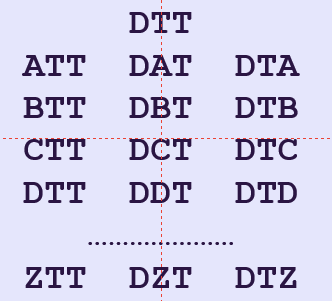 DTT
ATT DAT DTA
BTT DBT DTB
CTT DCT DTC
DTT DDT DTD
.....................
ZTT DZT DTZ